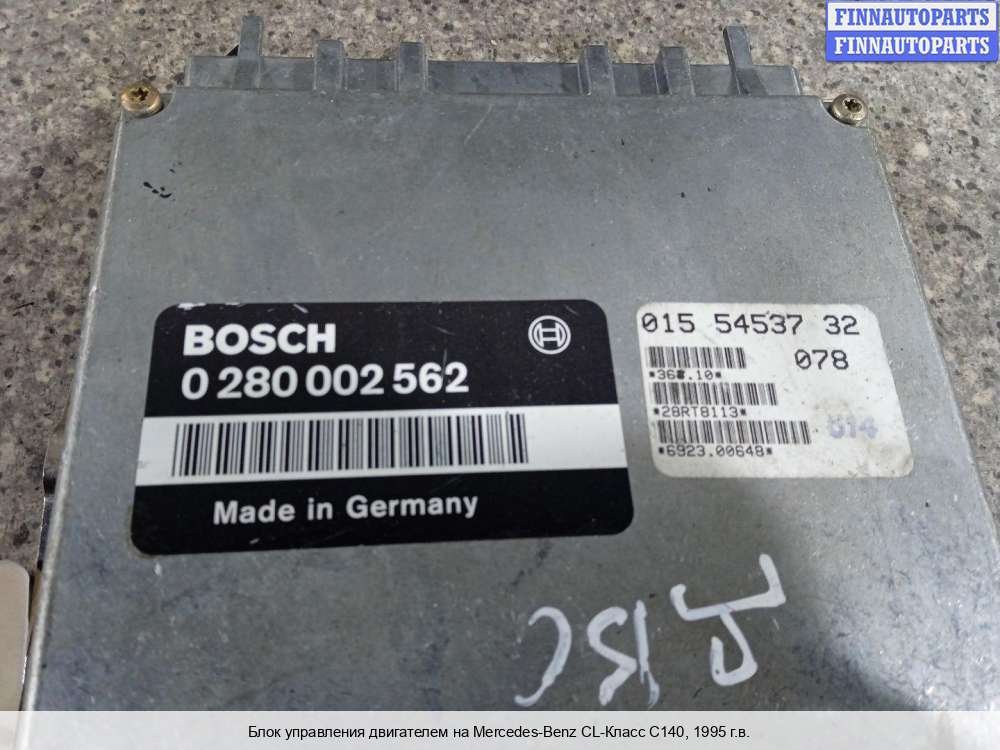 FINNAUTOPARTS
FINNAUTOPARTS
BOSCH
0 280 002 562
Made in Germany
015 54537 32
078
*28RT8113*
*6923.00648*
Блок управления двигателем на Mercedes-Benz CL-Класс C140, 1995 г.в.